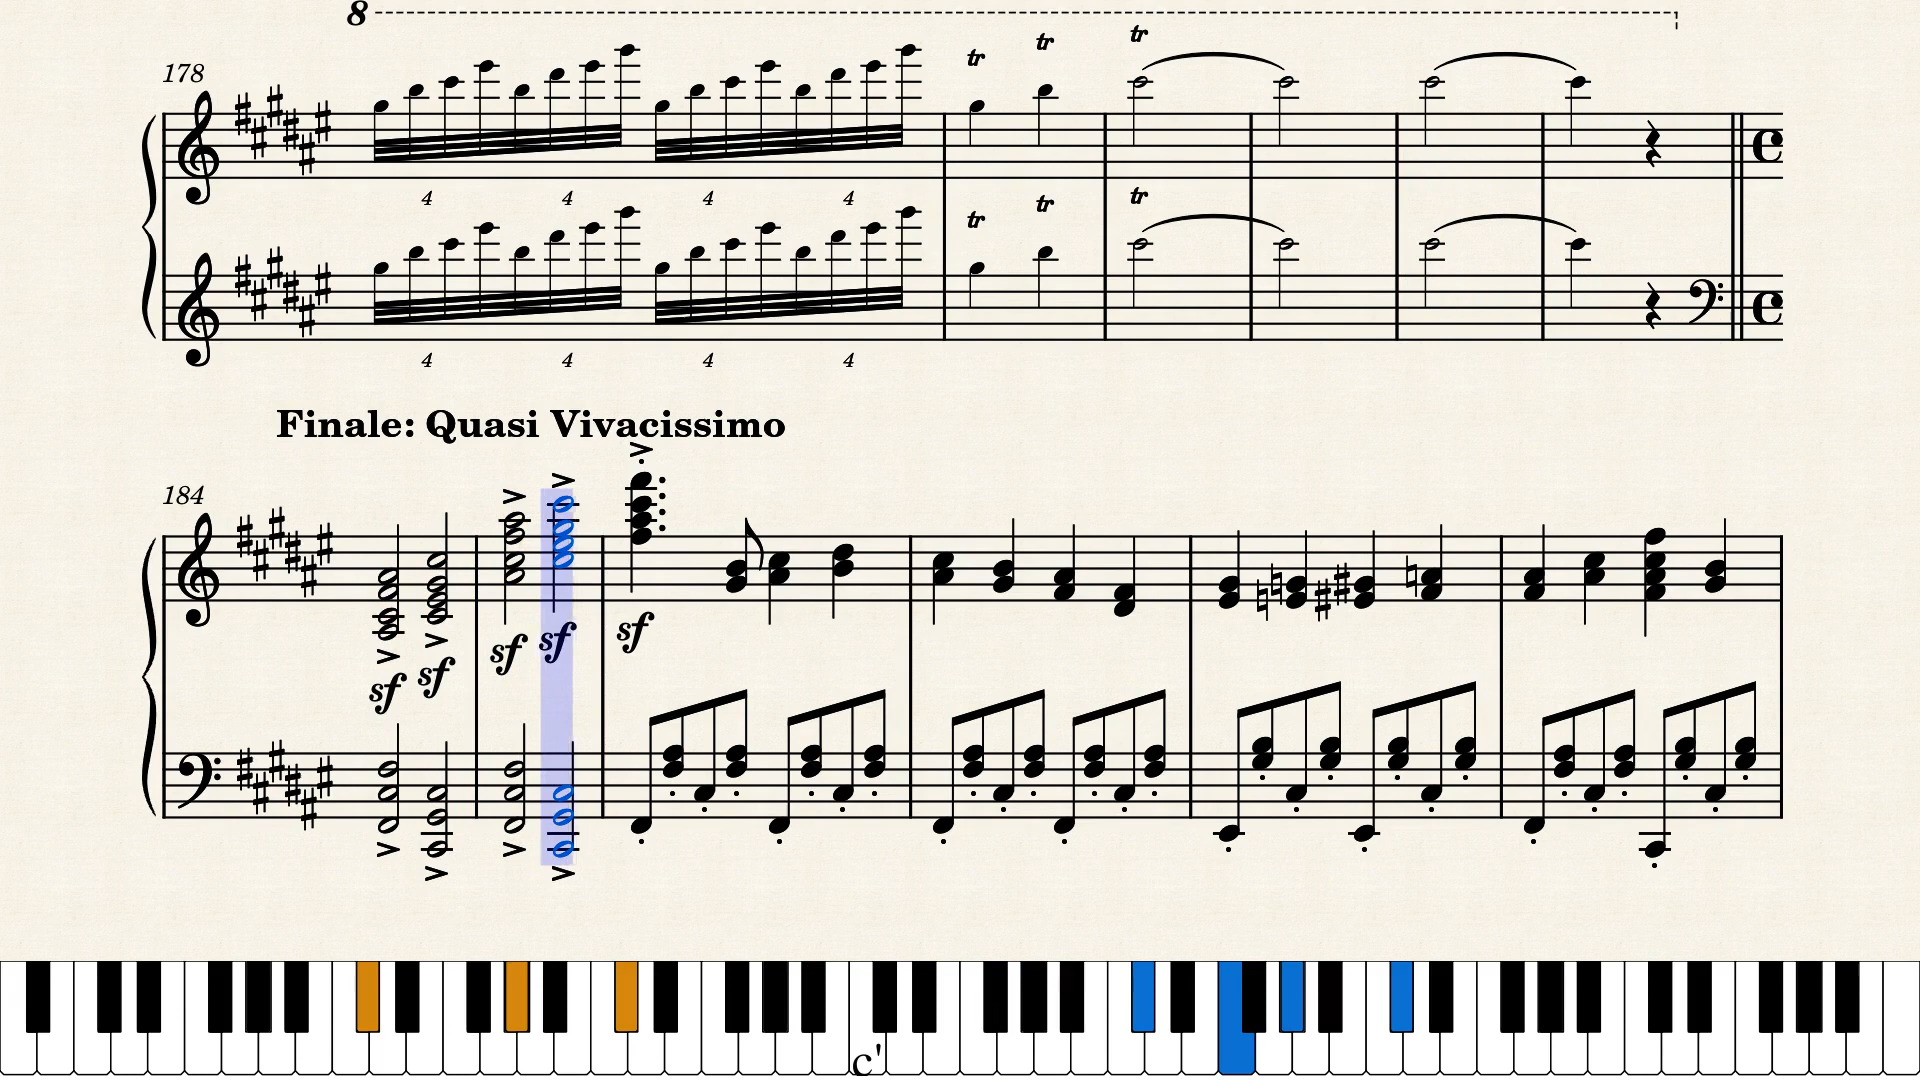 8
tr tr tr
178
4 4 4 4
tr tr tr
4 4 4 4
Finale: Quasi Vivacissimo
184
sf sf sf sf sf
c'